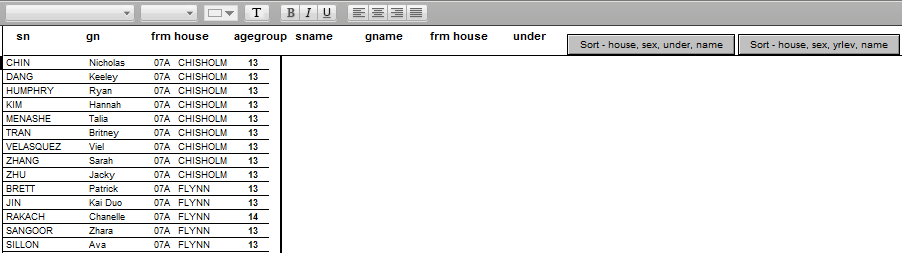 T B I U
sn gn frm house agegroup sname gname frm house under Sort - house, sex, under, name Sort - house, sex, yrlev, name
CHIN Nicholas 07A CHISHOLM 13
DANG Keeley 07A CHISHOLM 13
HUMPHRY Ryan 07A CHISHOLM 13
KIM Hannah 07A CHISHOLM 13
MENASHE Talia 07A CHISHOLM 13
TRAN Britney 07A CHISHOLM 13
VELASQUEZ Viel 07A CHISHOLM 13
ZHANG Sarah 07A CHISHOLM 13
ZHU Jacky 07A CHISHOLM 13
BRETT Patrick 07A FLYNN 13
JIN Kai Duo 07A FLYNN 13
RAKACH Chanelle 07A FLYNN 14
SANGOOR Zhara 07A FLYNN 13
SILLON Ava 07A FLYNN 13